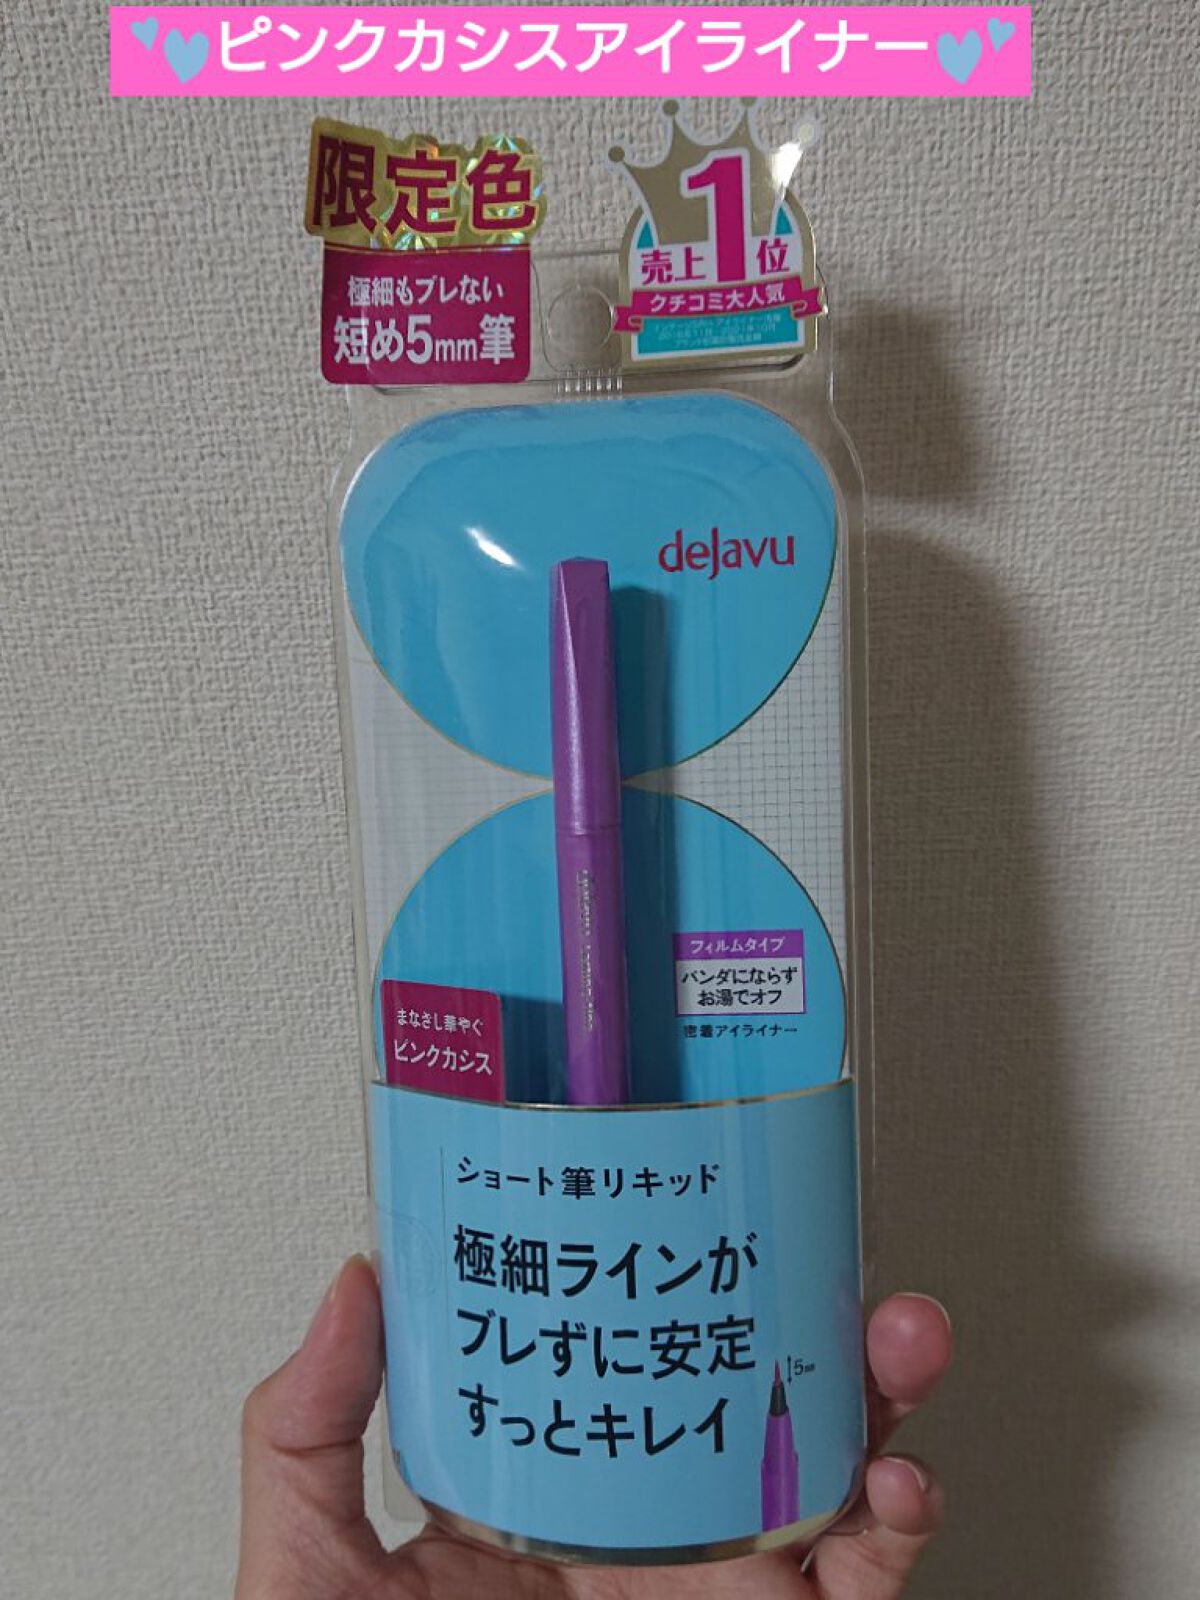 ピンクカシスアイライナー
限定色
極細もブレない
短め5mm筆
1
売上 位
クチコミ大人気
dejavu
フィルムタイプ
パンダにならず
お湯でオフ
密着アイライナー
まなざし華やぐ
ピンクカシス
ショート筆リキッド
極細ラインが
ブレずに安定
すっとキレイ
5mm